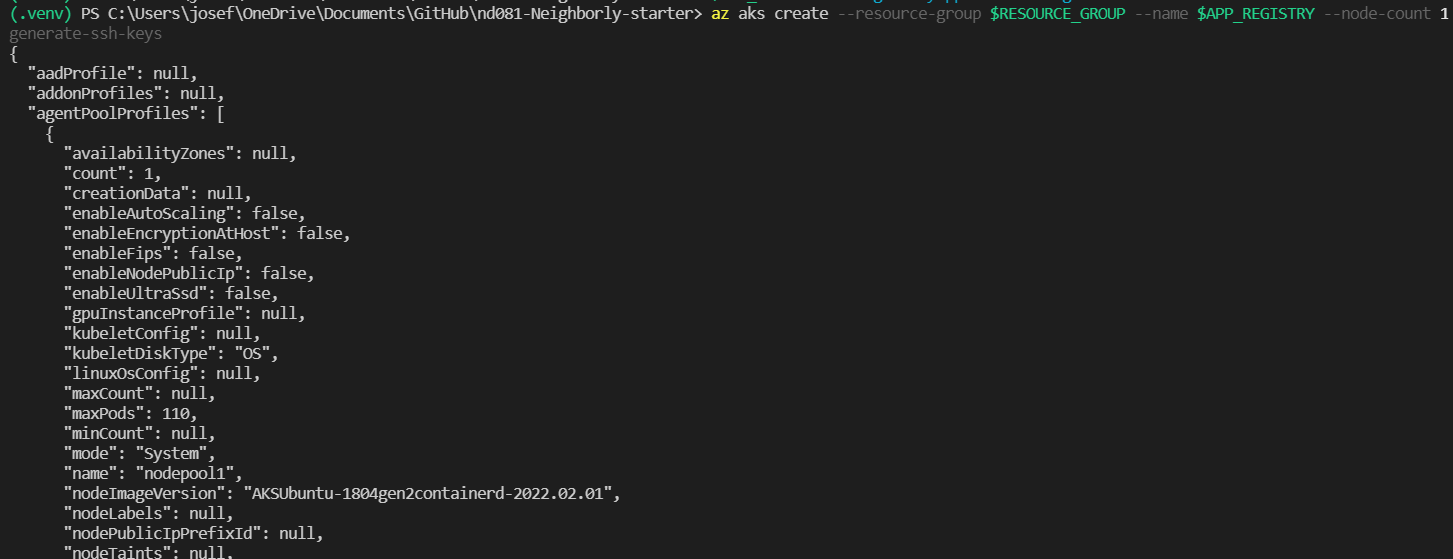 (.venv) PS C:\Users\josef\OneDrive\Documents\GitHub\nd081-Neighborly-starter> az aks create --resource-group $RESOURCE_GROUP --name $APP_REGISTRY --node-count 1
generate-ssh-keys
{
  "aadProfile": null,
  "addonProfiles": null,
  "agentPoolProfiles": [
    {
      "availabilityZones": null,
      "count": 1,
      "creationData": null,
      "enableAutoScaling": false,
      "enableEncryptionAtHost": false,
      "enableFips": false,
      "enableNodePublicIp": false,
      "enableUltraSsd": false,
      "gpuInstanceProfile": null,
      "kubeletConfig": null,
      "kubeletDiskType": "OS",
      "linuxOsConfig": null,
      "maxCount": null,
      "maxPods": 110,
      "minCount": null,
      "mode": "System",
      "name": "nodepool1",
      "nodeImageVersion": "AKSUbuntu-1804gen2containerd-2022.02.01",
      "nodeLabels": null,
      "nodePublicIpPrefixId": null,
      "nodeTaints": null,